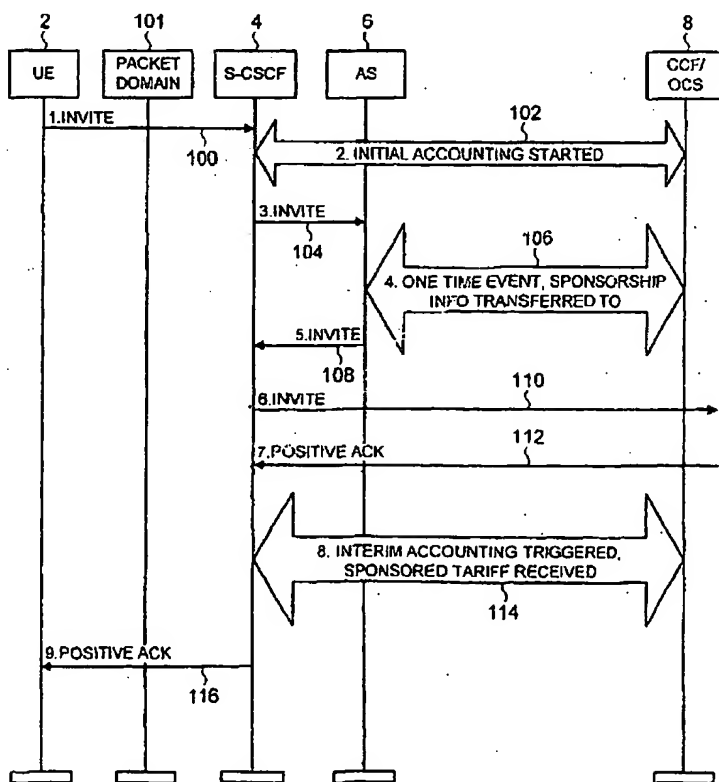 2
101
4
6
8
UE
PACKET
DOMAIN
S-CSCF
AS
CCF/
OCS
1.INVITE
100
102
2. INITIAL ACCOUNTING STARTED
3.INVITE
104
106
4. ONE TIME EVENT, SPONSORSHIP
INFO TRANSFERRED TO
5.INVITE
108
6.INVITE
110
112
7.POSITIVE ACK
8. INTERIM ACCOUNTING TRIGGERED,
SPONSORED TARIFF RECEIVED
114
9.POSITIVE ACK
116